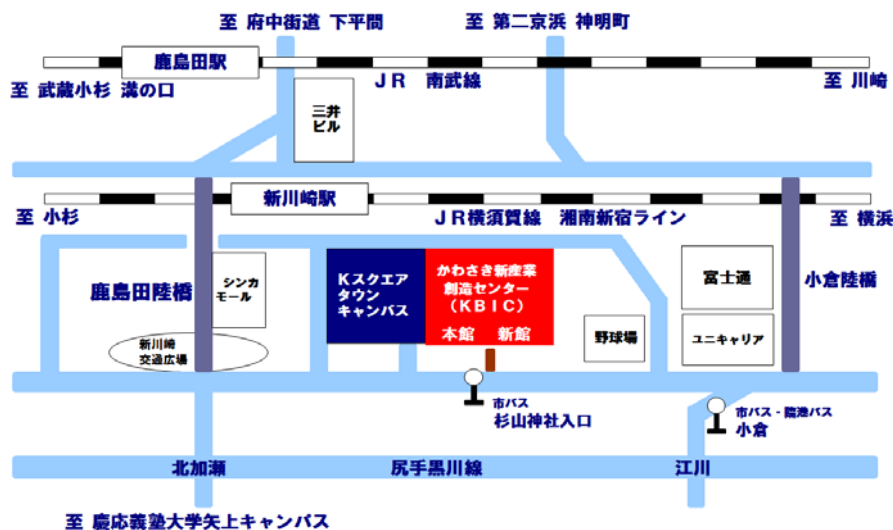 至 府中街道 下平間
至 第二京浜 神明町
鹿島田駅
JR 南武線
至 武蔵小杉 溝の口
至 川崎
三井
ビル
新川崎駅
至 小杉
JR横須賀線 湘南新宿ライン
至 横浜
鹿島田陸橋
シンカ
モール
Kスクエア
タウン
キャンパス
かわさき新産業
創造センター
(KBIC)
本館 新館
富士通
小倉陸橋
野球場
ユニキャリア
新川崎
交通広場
市バス
杉山神社入口
市バス・臨港バス
小倉
北加瀬
尻手黒川線
江川
至 慶応義塾大学矢上キャンパス